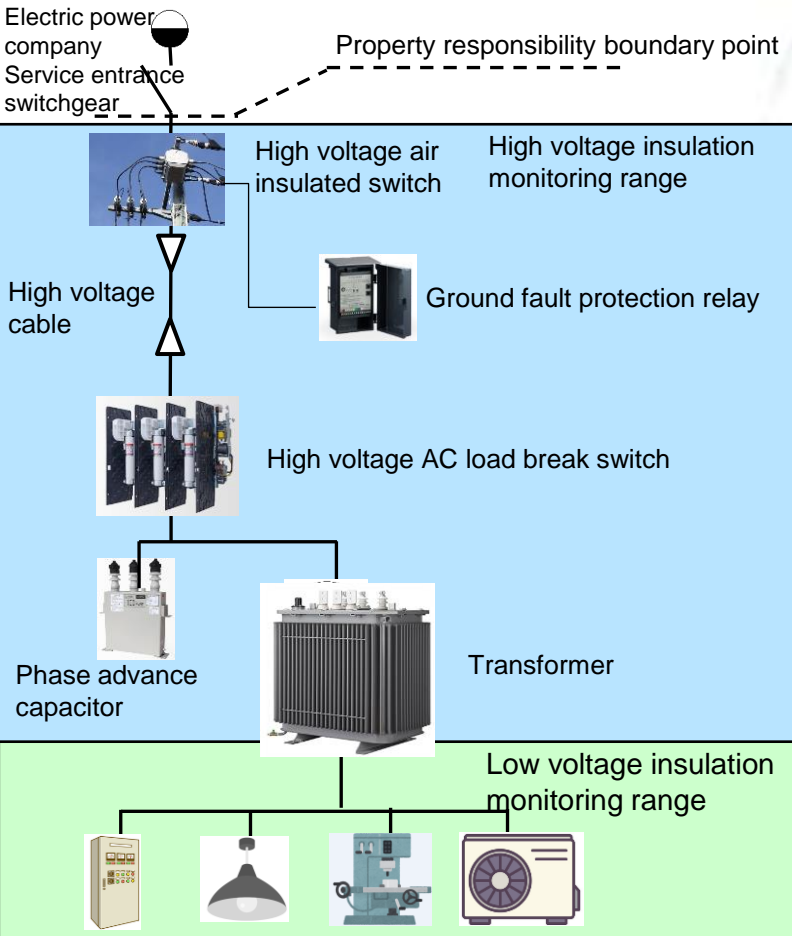 Electric power
company
Service entrance
switchgear
Property responsibility boundary point
High voltage air
insulated switch
High voltage insulation
monitoring range
High voltage
cable
Ground fault protection relay
High voltage AC load break switch
Phase advance
capacitor
Transformer
Low voltage insulation
monitoring range